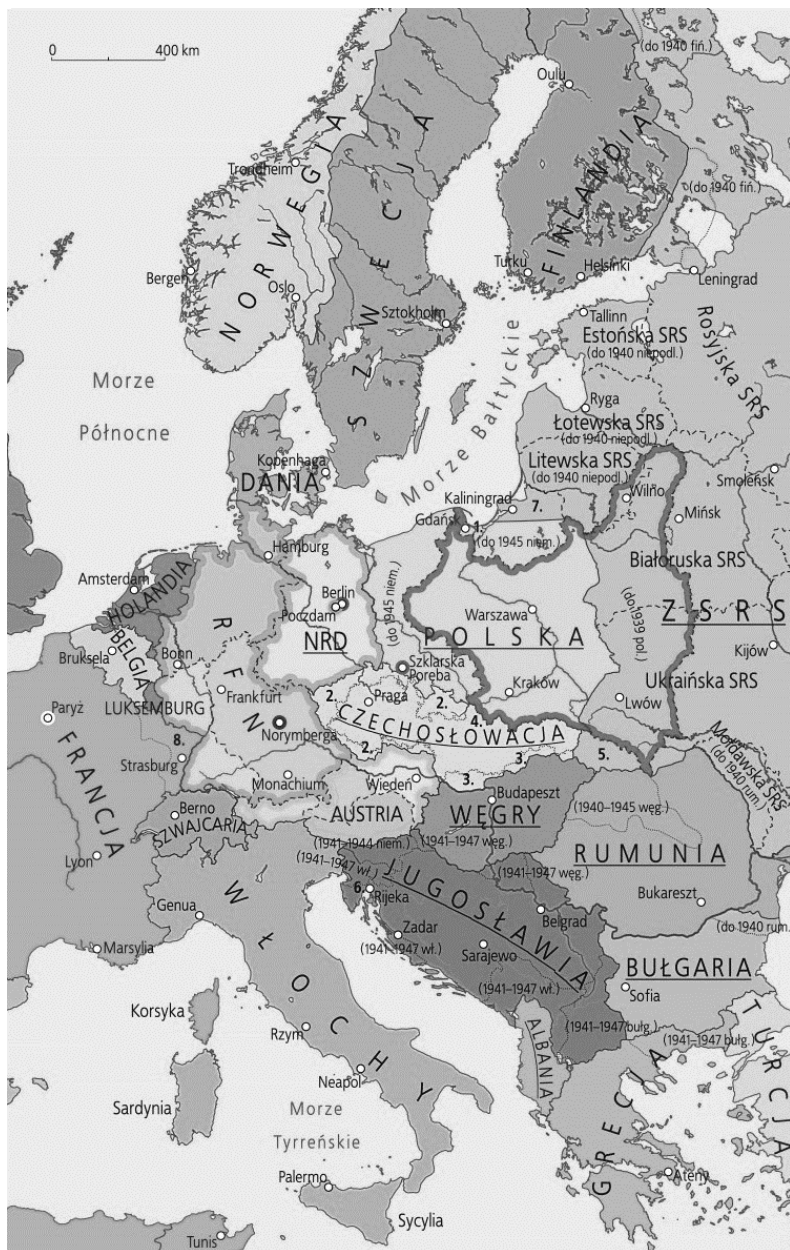 0 400 km
(do 1940 fiń.)
Oulu
NORWEGIA
SZWECJA
FINLANDIA
Trondheim
(do 1940 fiń.)
Bergen
Oslo
Turku
Helsinki
Leningrad
Sztokholm
Tallinn
Estońska SRS
(do 1940 niepodl.)
Rosyjska SRS
Morze
Północne
Morze Bałtyckie
Ryga
Łotewska SRS
(do 1940 niepodl.)
Kopenhaga
DANIA
Litewska SRS
(do 1940 niepodl.)
Smoleńsk
Wilno
Kaliningrad
7.
Gdańsk
1.
(do 1945 niem.)
Mińsk
Hamburg
Białoruska SRS
Amsterdam
HOLANDIA
Berlin
Poczdam
(do 1945 niem.)
Warszawa
(do 1939 pol.)
ZSRS
RFN
NRD
POLSKA
BELGIA
Bruksela
Bonn
Szklarska
Poręba
Kijów
Frankfurt
2.
Praga
2.
Kraków
Lwów
Ukraińska SRS
Paryż
LUKSEMBURG
4.
CZECHOSŁOWACJA
Norymberga
2.
8.
Strasburg
3.
3.
5.
Mołdawska SRS
(do 1940 rum.)
FRANCJA
Monachium
Wiedeń
Berno
SZWAJCARIA
AUSTRIA
Budapeszt
WĘGRY
(1940–1945 węg.)
(1941–1944 niem.)
(1941–1947 węg.)
RUMUNIA
Lyon
(1941–1947 wł.)
(1941–1947 węg.)
6.
Rijeka
JUGOSŁAWIA
Bukareszt
Genua
WŁOCHY
Zadar
(1941–1947 wł.)
Belgrad
Sarajewo
(do 1940 rum.)
Marsylia
BUŁGARIA
Sofia
(1941–1947 wł.)
Korsyka
ALBANIA
(1941–1947 bułg.)
(1941–1947 bułg.)
TURCJA
Rzym
Neapol
GRECJA
Sardynia
Morze
Tyrreńskie
Palermo
Ateny
Sycylia
Tunis